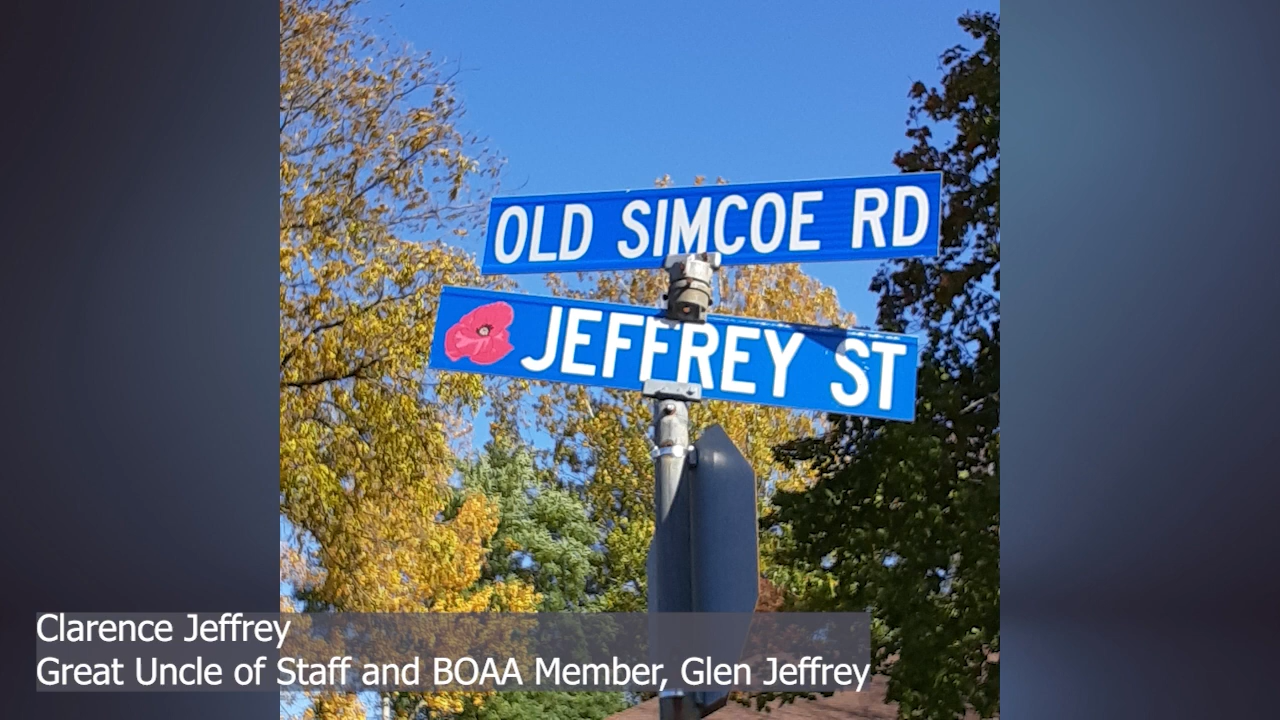 OLD SIMCOE RD
JEFFREY ST
Clarence Jeffrey
Great Uncle of Staff and BOAA Member, Glen Jeffrey